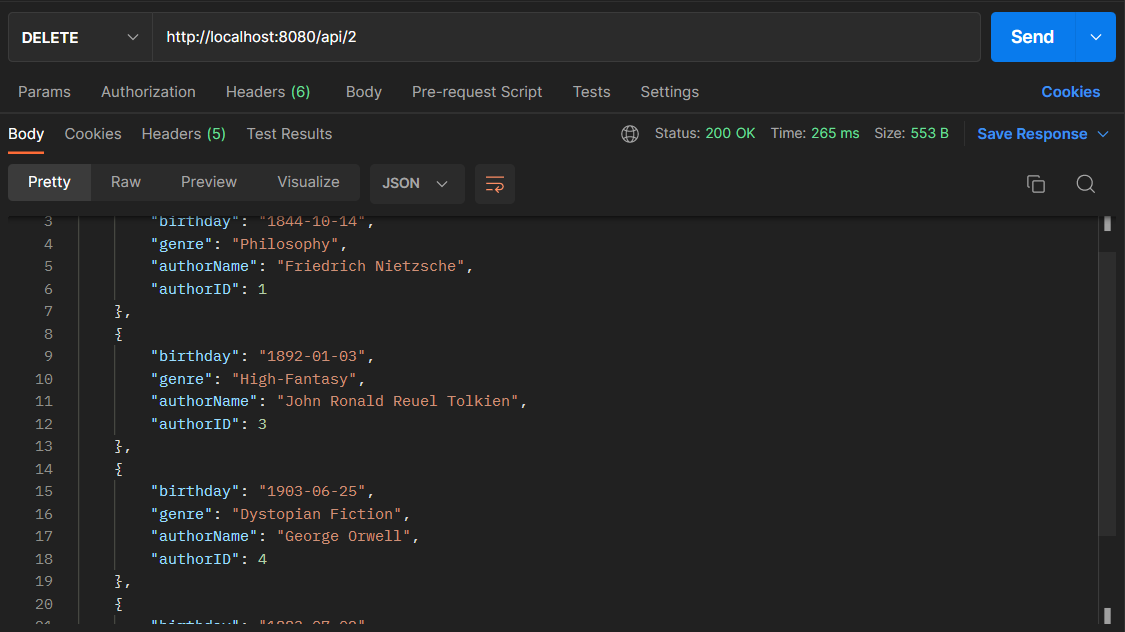 DELETE http://localhost:8080/api/2 Send
Params Authorization Headers (6) Body Pre-request Script Tests Settings Cookies
Body Cookies Headers (5) Test Results Status: 200 OK Time: 265 ms Size: 553 B Save Response
Pretty Raw Preview Visualize JSON
3 "birthday": "1844-10-14",
4 "genre": "Philosophy",
5 "authorName": "Friedrich Nietzsche",
6 "authorID": 1
7 },
8 {
9 "birthday": "1892-01-03",
10 "genre": "High-Fantasy",
11 "authorName": "John Ronald Reuel Tolkien",
12 "authorID": 3
13 },
14 {
15 "birthday": "1903-06-25",
16 "genre": "Dystopian Fiction",
17 "authorName": "George Orwell",
18 "authorID": 4
19 },
20 {
21 "birthday":